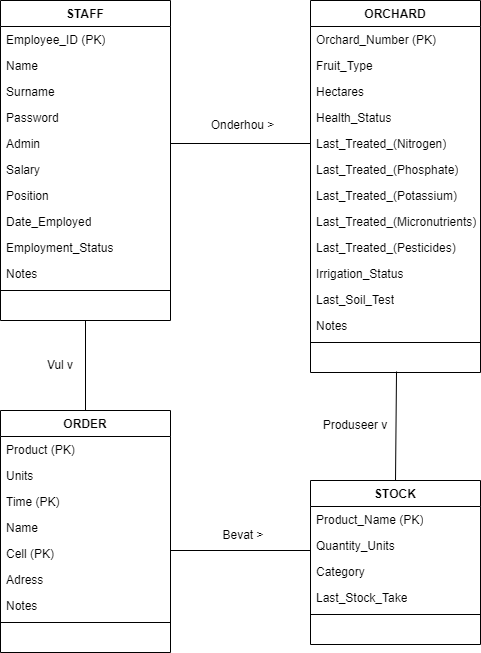 STAFF
Employee_ID (PK)
Name
Surname
Password
Admin
Salary
Position
Date_Employed
Employment_Status
Notes
Onderhou >
ORCHARD
Orchard_Number (PK)
Fruit_Type
Hectares
Health_Status
Last_Treated_(Nitrogen)
Last_Treated_(Phosphate)
Last_Treated_(Potassium)
Last_Treated_(Micronutrients)
Last_Treated_(Pesticides)
Irrigation_Status
Last_Soil_Test
Notes
Vul v
Produseer v
ORDER
Product (PK)
Units
Time (PK)
Name
Cell (PK)
Adress
Notes
Bevat >
STOCK
Product_Name (PK)
Quantity_Units
Category
Last_Stock_Take